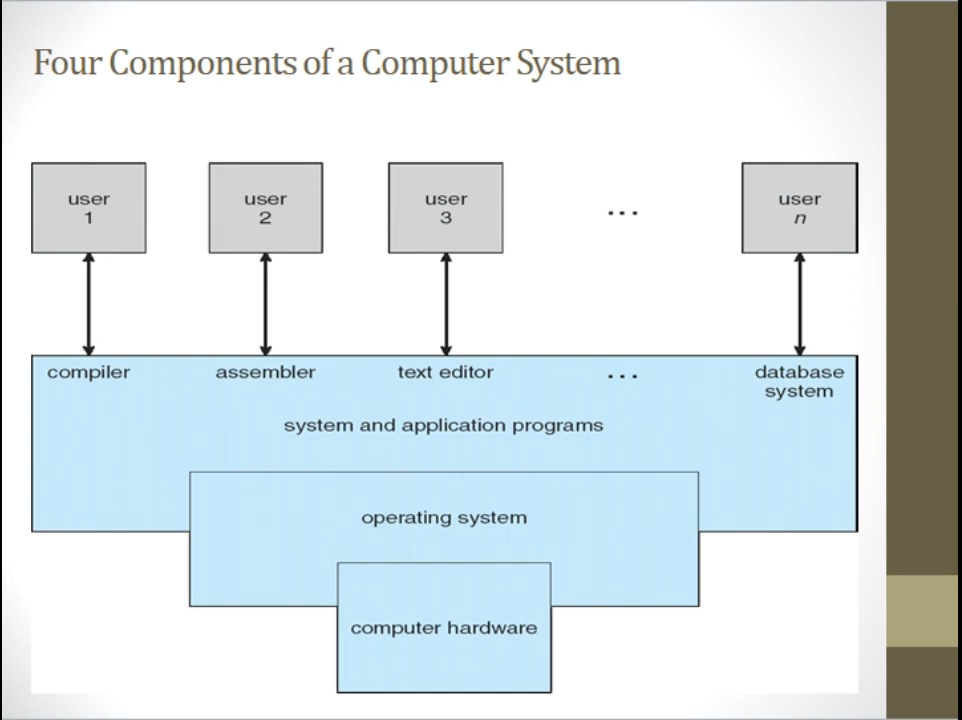 Four Components of a Computer System
user
1
user
2
user
3
...
user
n
compiler
assembler
text editor
...
database
system
system and application programs
operating system
computer hardware